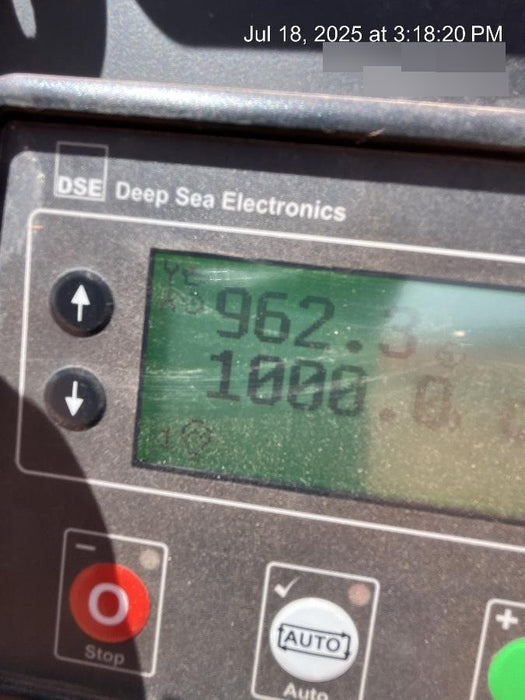 Jul 18, 2025 at 3:18:20 PM
DSE Deep Sea Electronics
962.3
1000.0
−
O
Stop
✓
AUTO
Auto
+